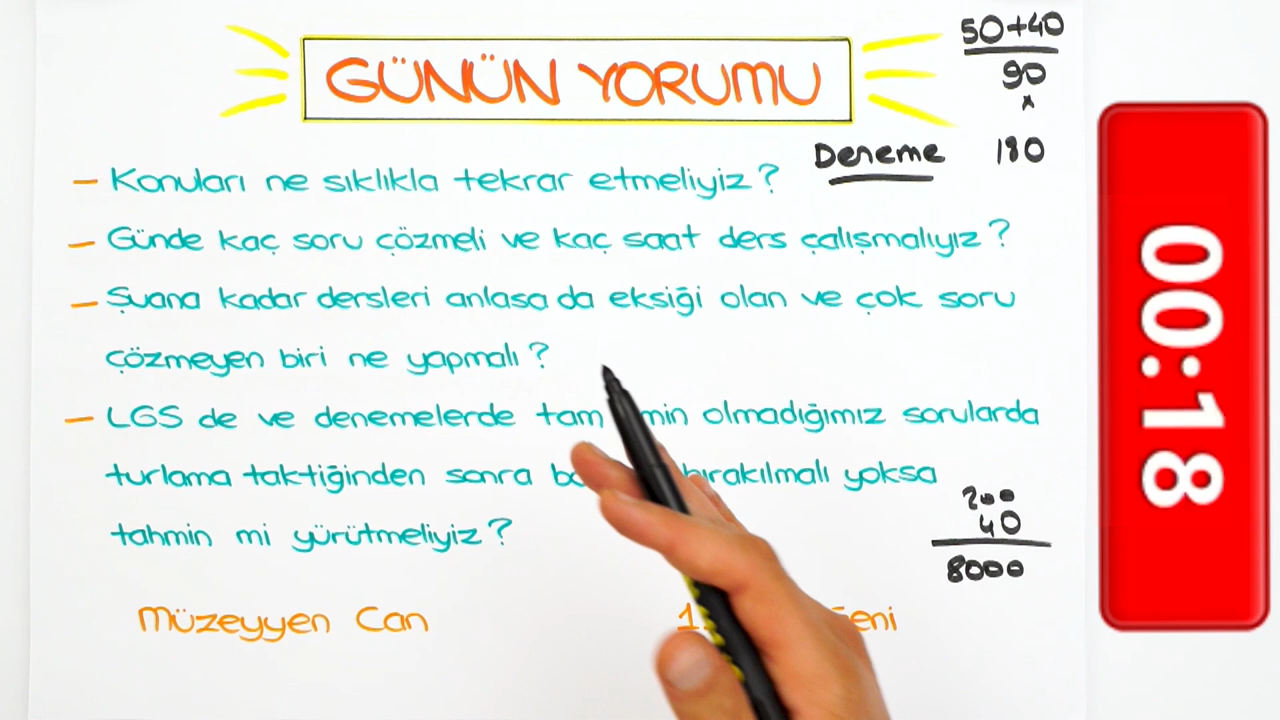 GÜNÜN YORUMU
50+40
90
x
180
Deneme
— Konuları ne sıklıkla tekrar etmeliyiz?
— Günde kaç soru çözmeli ve kaç saat ders çalışmalıyız?
— Şuana kadar dersleri anlasa da eksiği olan ve çok soru
çözmeyen biri ne yapmalı?
— LGS de ve denemelerde olmadığımız sorularda
turlama taktiğinden sonra bırakılmalı yoksa
tahmin mi yürütmeliyiz?
200
40
8000
Müzeyyen Can
00:18